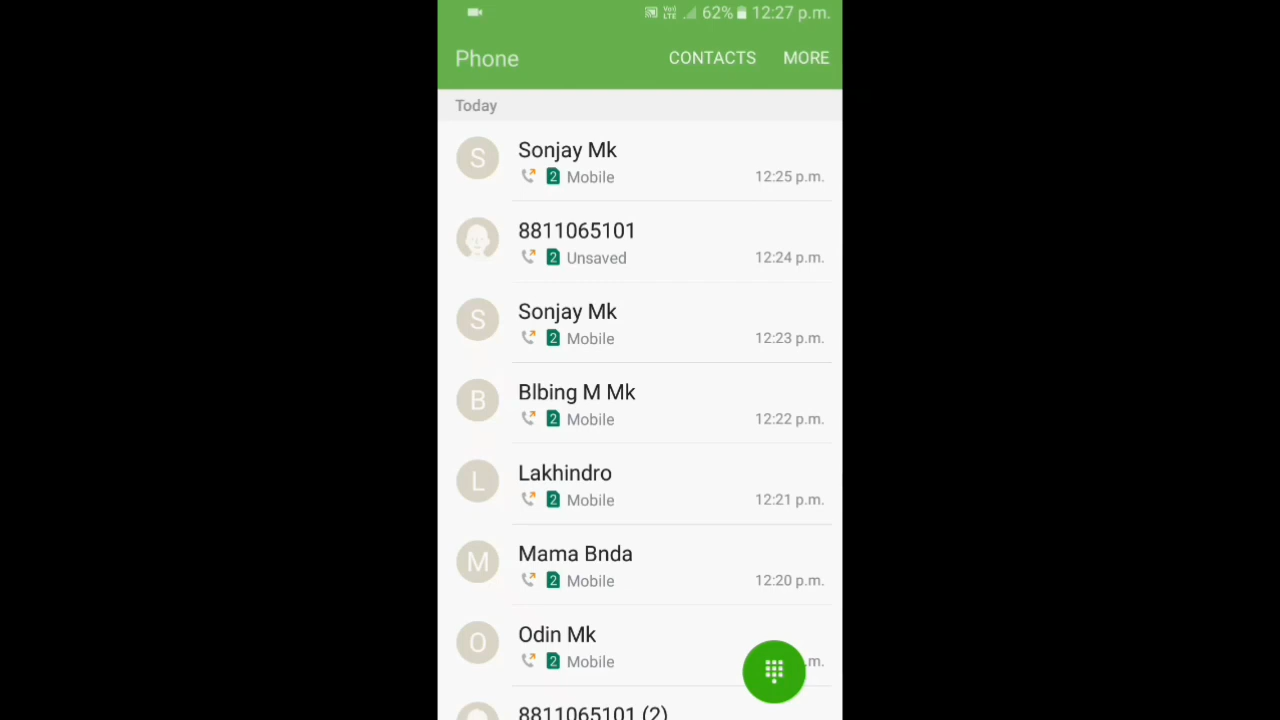 62% 12:27 p.m.
Phone CONTACTS MORE
Today
S Sonjay Mk
2 Mobile 12:25 p.m.
8811065101
2 Unsaved 12:24 p.m.
S Sonjay Mk
2 Mobile 12:23 p.m.
B Blbing M Mk
2 Mobile 12:22 p.m.
L Lakhindro
2 Mobile 12:21 p.m.
M Mama Bnda
2 Mobile 12:20 p.m.
O Odin Mk
2 Mobile .m.
8811065101 (2)